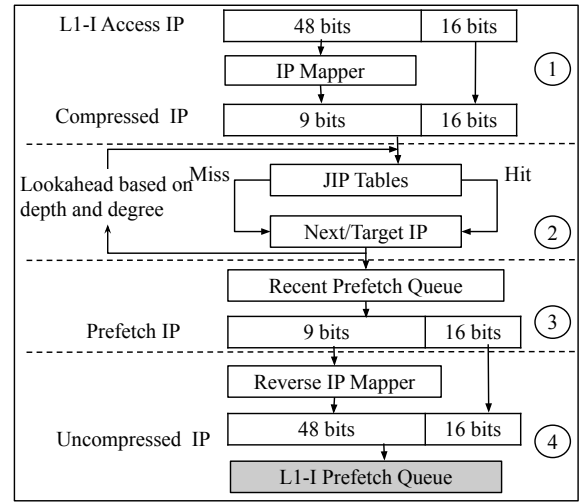 L1-I Access IP 48 bits 16 bits
IP Mapper 1
Compressed IP 9 bits 16 bits
Lookahead based on
depth and degree
Miss JIP Tables Hit
Next/Target IP 2
Recent Prefetch Queue
Prefetch IP 9 bits 16 bits 3
Reverse IP Mapper
Uncompressed IP 48 bits 16 bits 4
L1-I Prefetch Queue